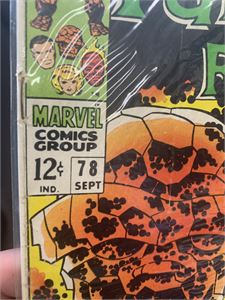 MARVEL
COMICS
GROUP
12¢
IND.
78
SEPT